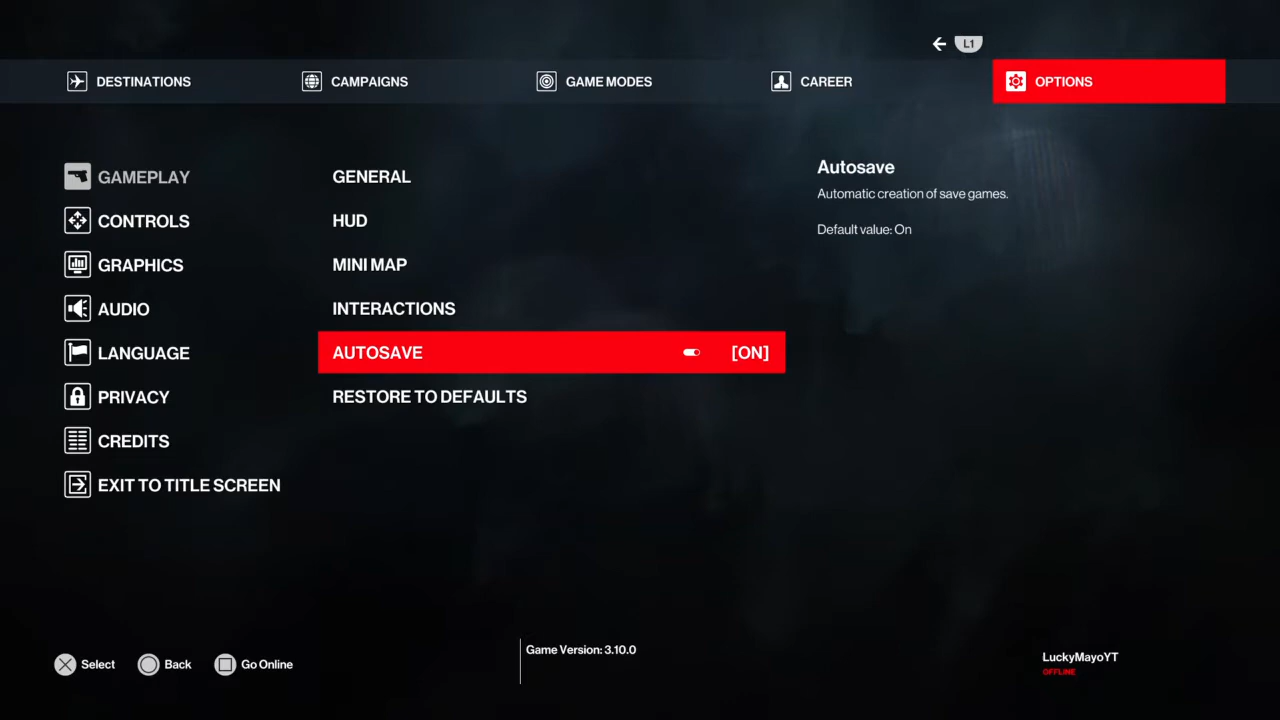 L1
DESTINATIONS
CAMPAIGNS
GAME MODES
CAREER
OPTIONS
GAMEPLAY
CONTROLS
GRAPHICS
AUDIO
LANGUAGE
PRIVACY
CREDITS
EXIT TO TITLE SCREEN
GENERAL
HUD
MINI MAP
INTERACTIONS
AUTOSAVE [ON]
RESTORE TO DEFAULTS
Autosave
Automatic creation of save games.
Default value: On
Select
Back
Go Online
Game Version: 3.10.0
LuckyMayoYT
OFFLINE